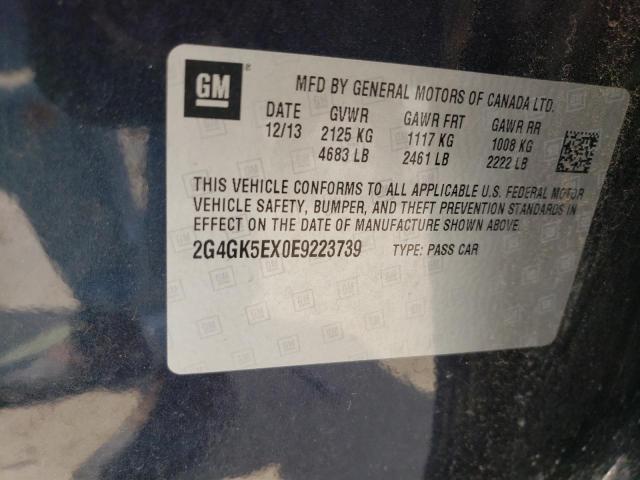 GM
MFD BY GENERAL MOTORS OF CANADA LTD.
DATE GVWR GAWR FRT GAWR RR
12/13 2125 KG 1117 KG 1008 KG
4683 LB 2461 LB 2222 LB
THIS VEHICLE CONFORMS TO ALL APPLICABLE U.S. FEDERAL MOTOR
VEHICLE SAFETY, BUMPER, AND THEFT PREVENTION STANDARDS IN
EFFECT ON THE DATE OF MANUFACTURE SHOWN ABOVE.
2G4GK5EX0E9223739 TYPE: PASS CAR